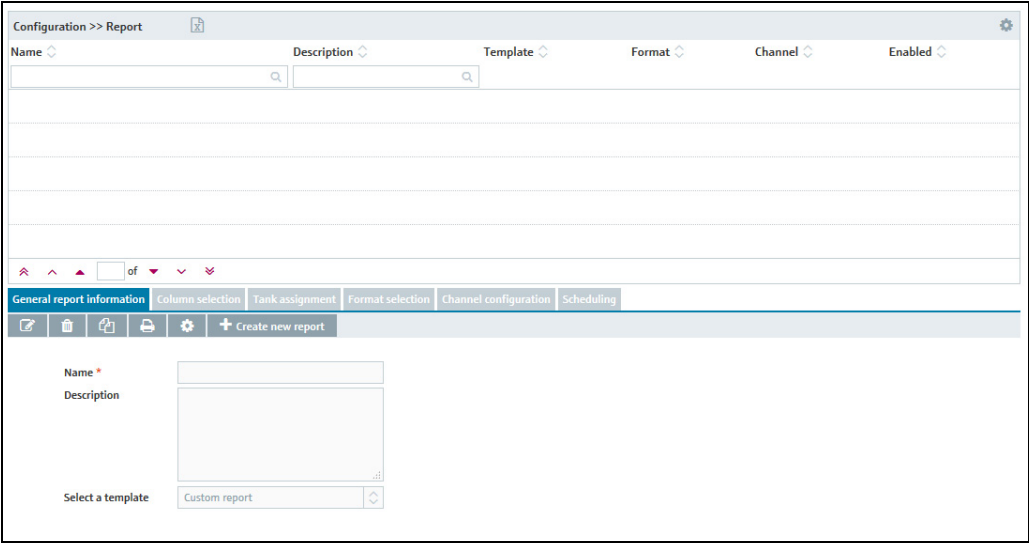 Configuration >> Report
Name Description Template Format Channel Enabled
of
General report information Column selection Tank assignment Format selection Channel configuration Scheduling
Create new report
Name *
Description
Select a template Custom report